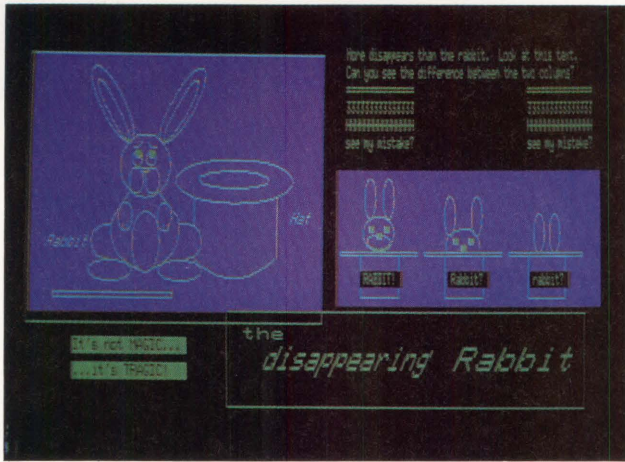 More disappears than the rabbit. Look at this text.
Can you see the difference between the two columns?
see my mistake? see my mistake?
Rabbit
Hat
RABBIT! Rabbit? rabbit?
It's not MAGIC...
...it's TRAGIC!
the
disappearing Rabbit